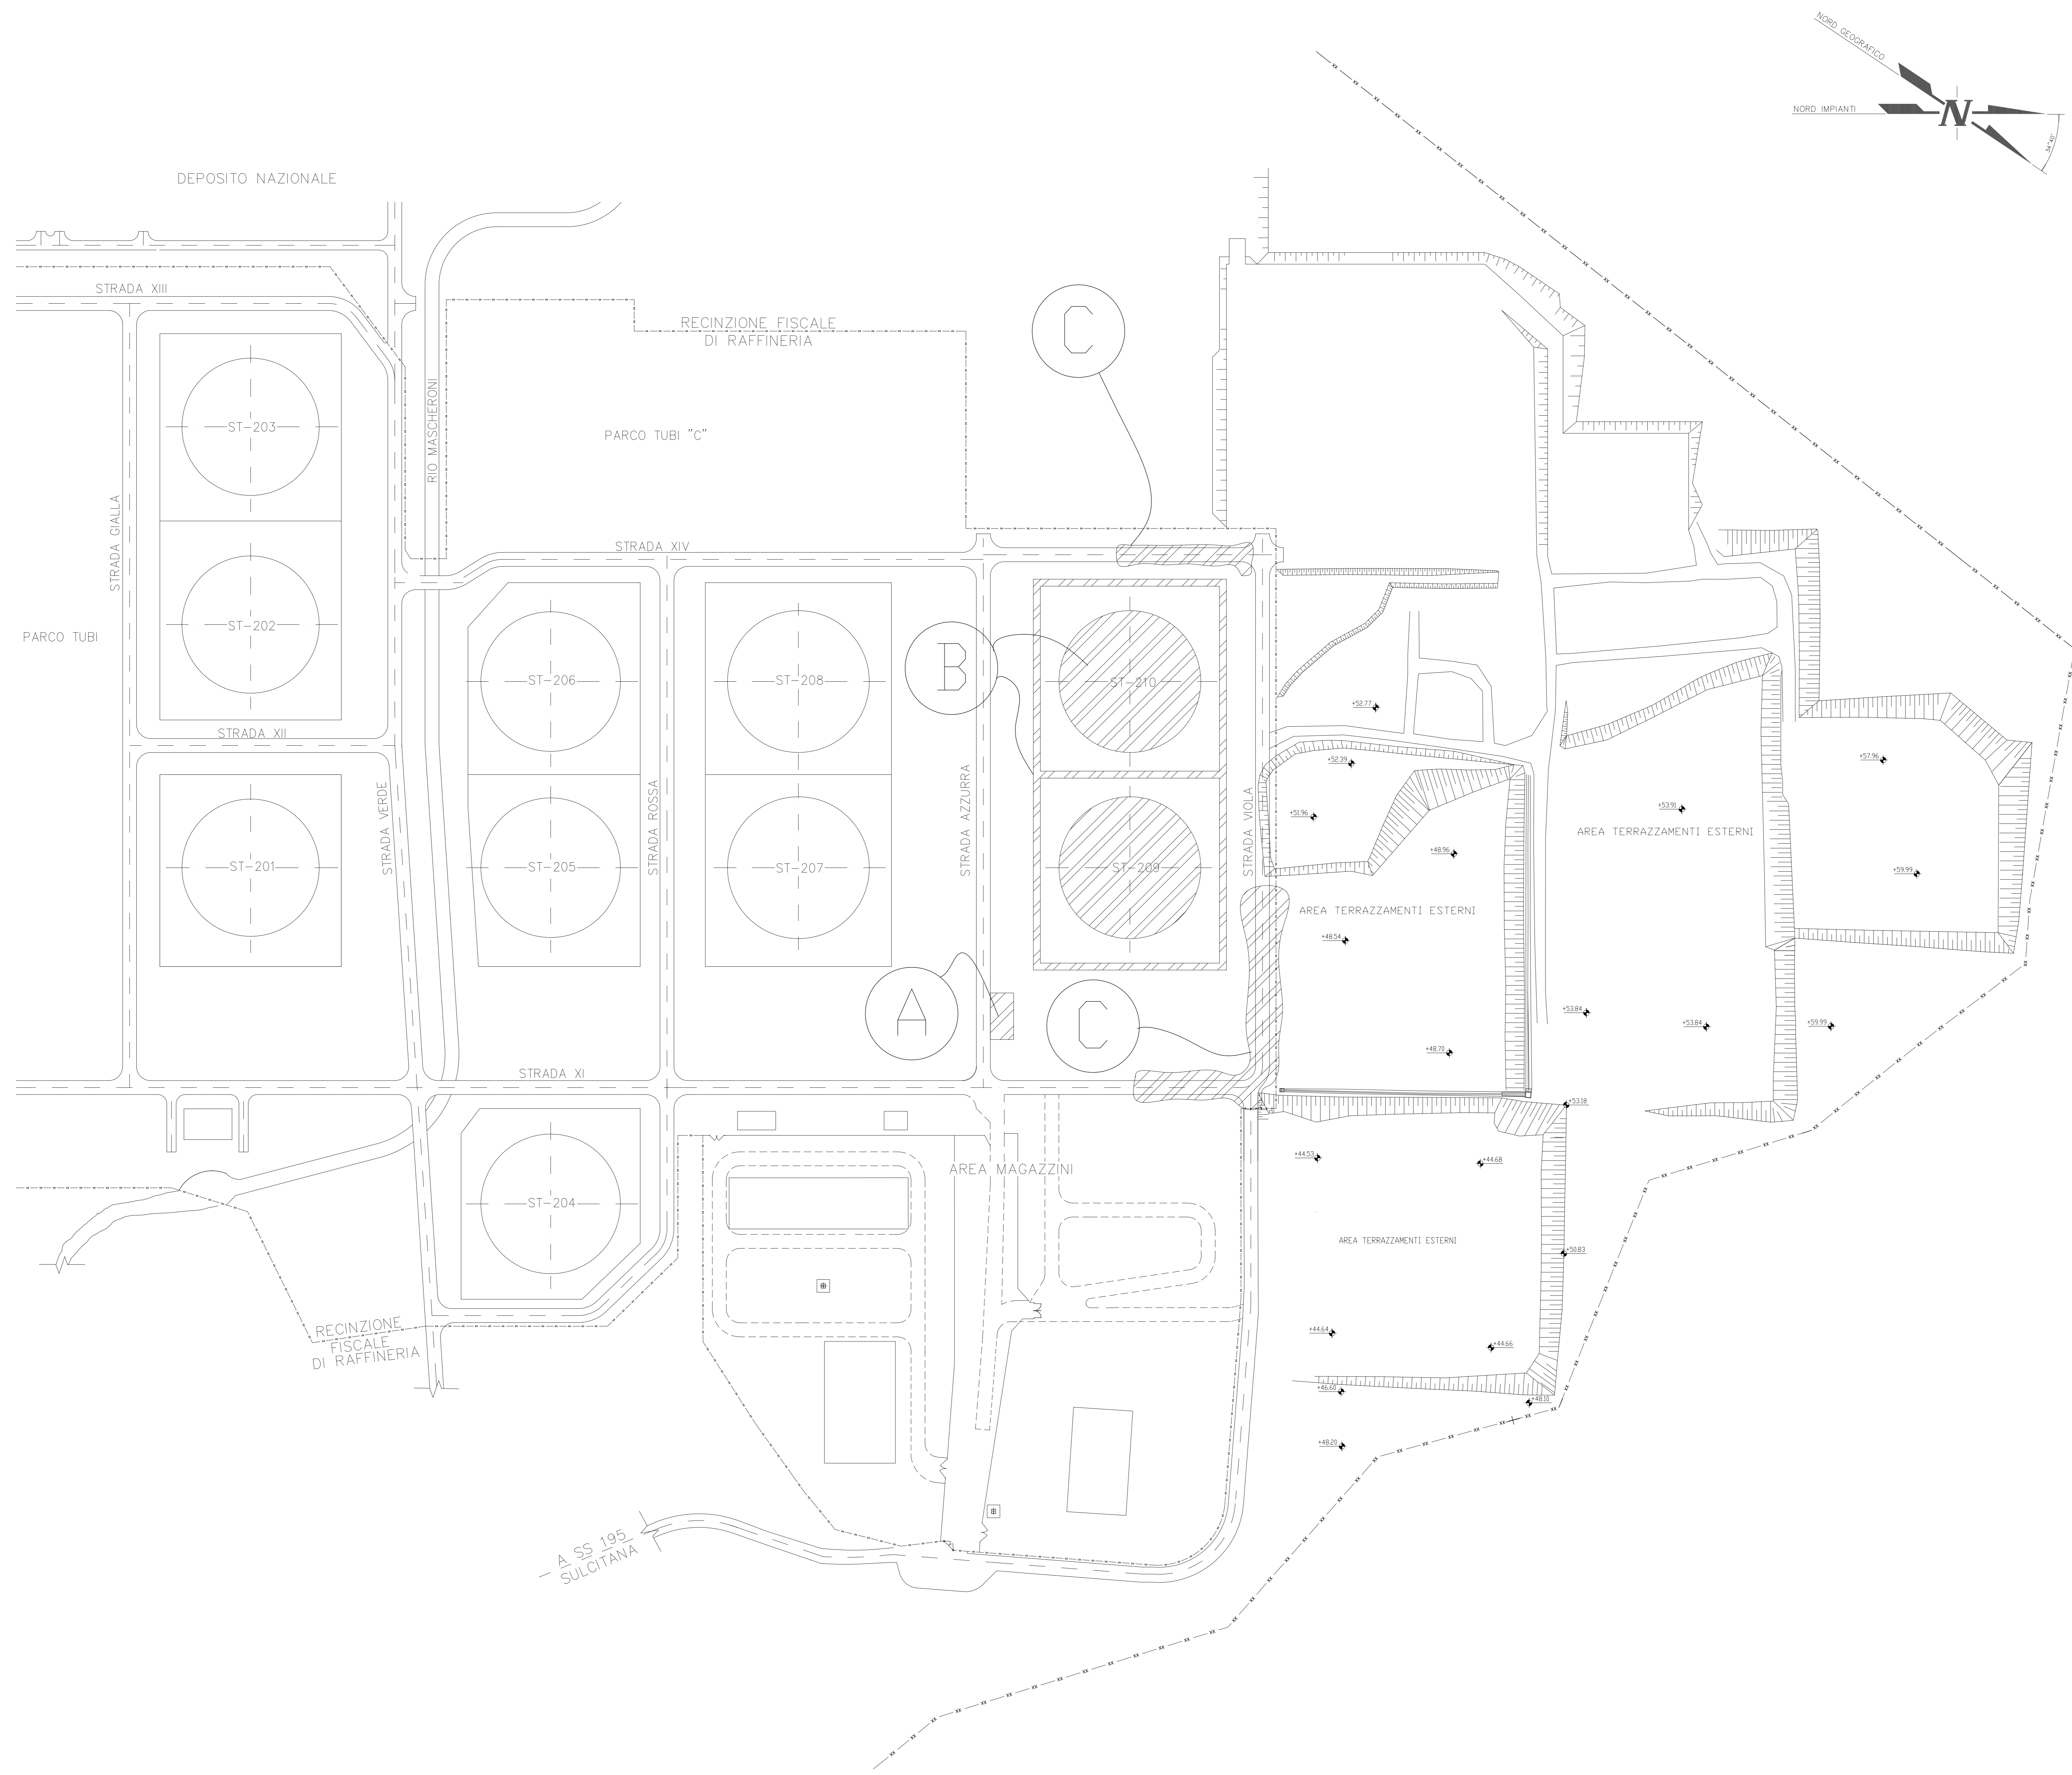 NORD GEOGRAFICO
NORD IMPIANTI
N
34°40'
DEPOSITO NAZIONALE
STRADA XIII
RECINZIONE FISCALE
DI RAFFINERIA
C
RIO MASCHERONI
PARCO TUBI "C"
ST-203
STRADA GIALLA
STRADA XIV
ST-202
PARCO TUBI
B
ST-206
ST-208
ST-210
+52.77
STRADA XII
+52.39
+57.96
STRADA VERDE
STRADA ROSSA
STRADA AZZURRA
STRADA VIOLA
+51.96
+53.91
AREA TERRAZZAMENTI ESTERNI
+48.96
ST-201
ST-205
ST-207
ST-209
+59.99
AREA TERRAZZAMENTI ESTERNI
+48.54
A
C
+53.84
+53.84
+59.99
+48.70
STRADA XI
+53.18
+44.53
+44.68
AREA MAGAZZINI
ST-204
AREA TERRAZZAMENTI ESTERNI
+50.83
RECINZIONE
FISCALE
DI RAFFINERIA
+44.64
+44.66
+46.60
+48.10
+48.20
A SS 195
SULCITANA